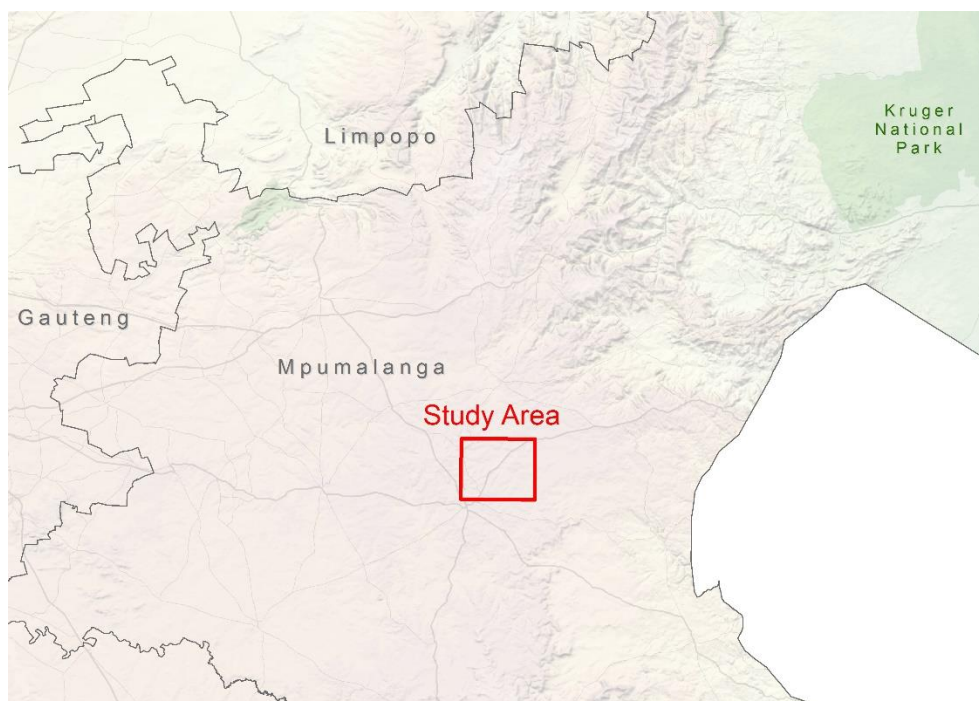 Limpopo
Kruger
National
Park
Gauteng
Mpumalanga
Study Area